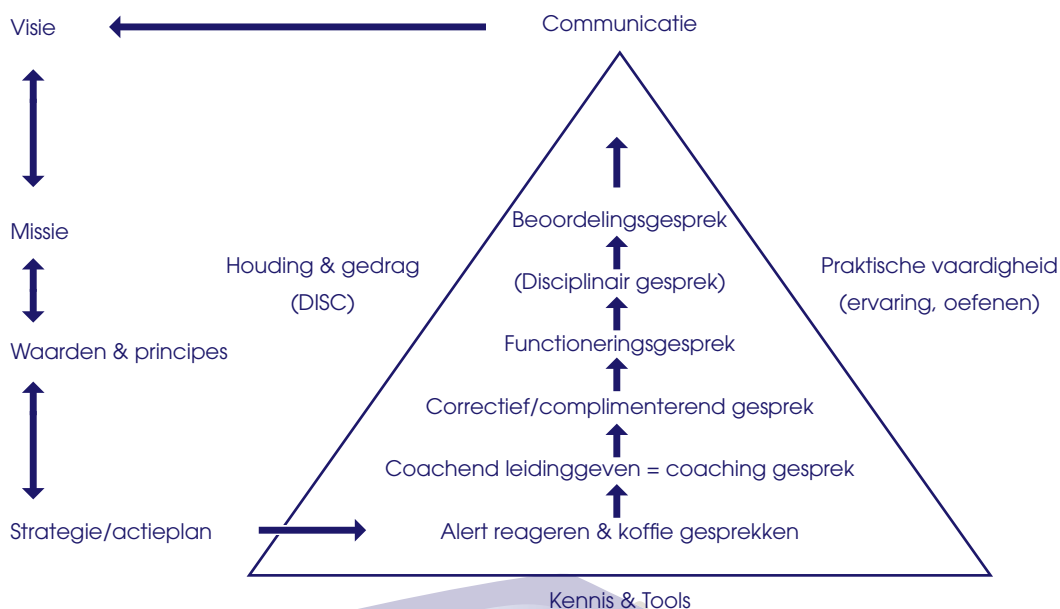 Visie
Communicatie
Missie
Beoordelingsgesprek
Houding & gedrag
(DISC)
(Disciplinair gesprek)
Praktische vaardigheid
(ervaring, oefenen)
Waarden & principes
Functioneringsgesprek
Correctief/complimenterend gesprek
Coachend leidinggeven = coaching gesprek
Strategie/actieplan
Alert reageren & koffie gesprekken
Kennis & Tools